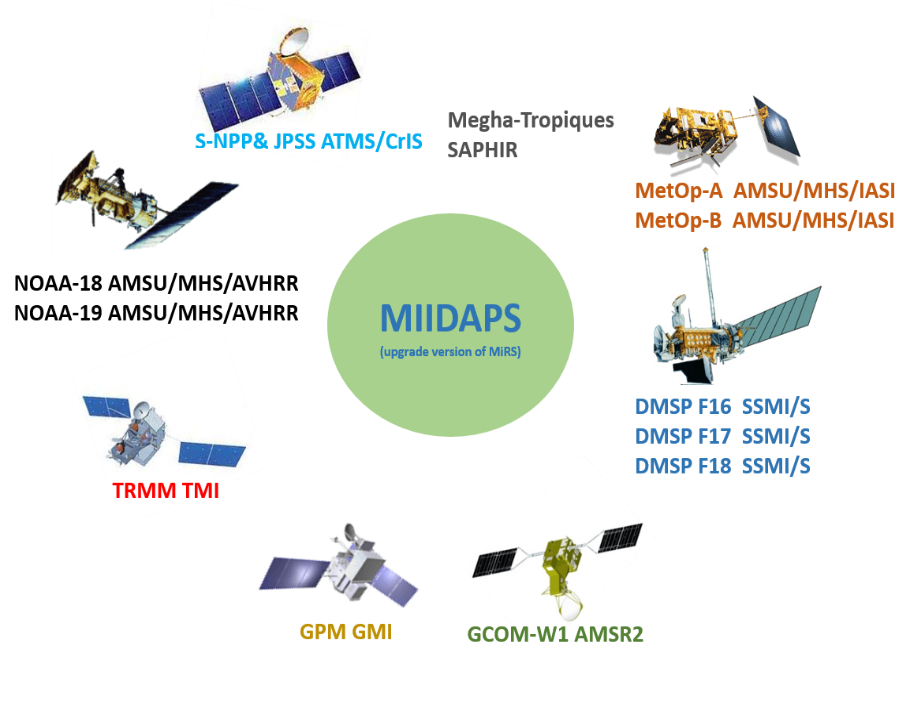 S-NPP& JPSS ATMS/CrIS
Megha-Tropiques
SAPHIR
MetOp-A AMSU/MHS/IASI
MetOp-B AMSU/MHS/IASI
NOAA-18 AMSU/MHS/AVHRR
NOAA-19 AMSU/MHS/AVHRR
MIIDAPS
(upgrade version of MiRS)
DMSP F16 SSMI/S
DMSP F17 SSMI/S
DMSP F18 SSMI/S
TRMM TMI
GPM GMI
GCOM-W1 AMSR2